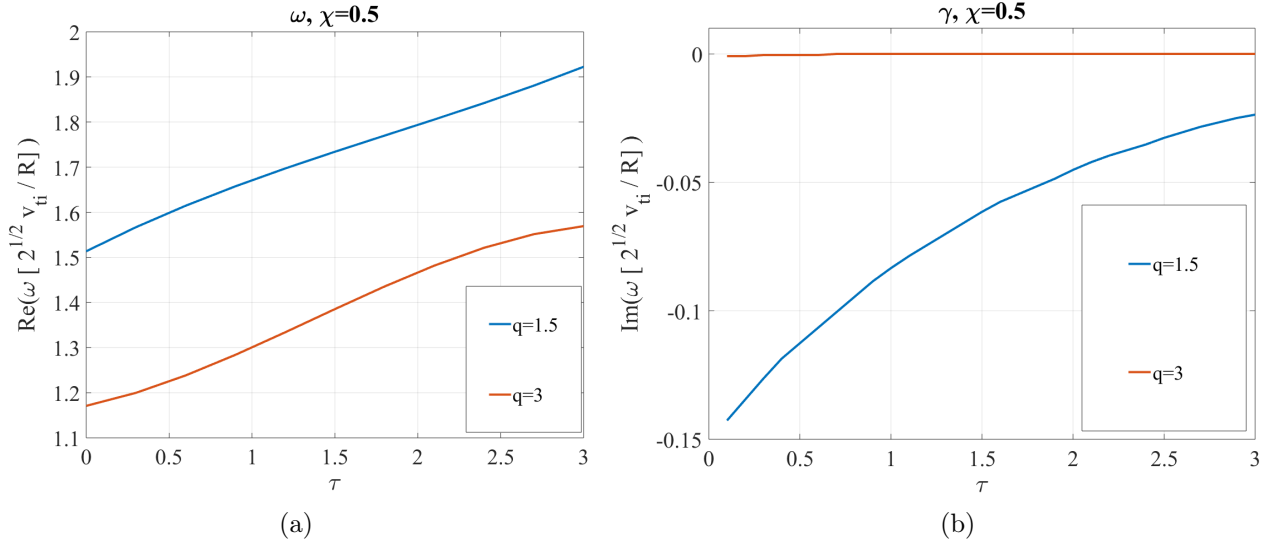 ω, χ=0.5
Re(ω [ 2^{1/2} v_{ti} / R] )
2
1.9
1.8
1.7
1.6
1.5
1.4
1.3
1.2
1.1
0 0.5 1 1.5 2 2.5 3
τ
q=1.5
q=3
(a)
γ, χ=0.5
Im(ω [ 2^{1/2} v_{ti} / R] )
0
-0.05
-0.1
-0.15
0 0.5 1 1.5 2 2.5 3
τ
q=1.5
q=3
(b)